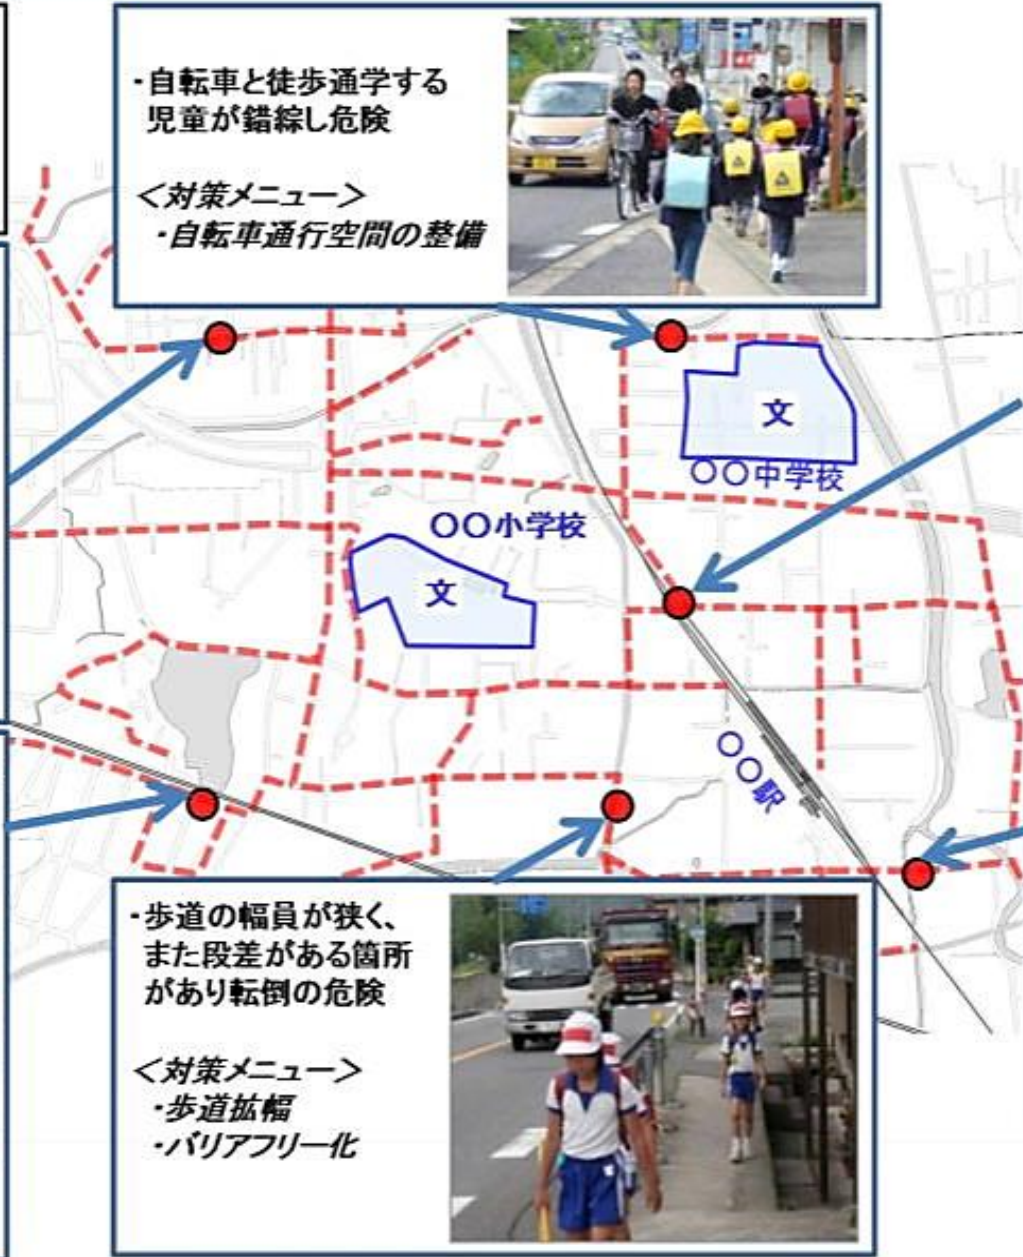 ・自転車と徒歩通学する
児童が錯綜し危険
＜対策メニュー＞
・自転車通行空間の整備
文
〇〇中学校
〇〇小学校
文
〇〇駅
・歩道の幅員が狭く、
また段差がある箇所
があり転倒の危険
＜対策メニュー＞
・歩道拡幅
・バリアフリー化